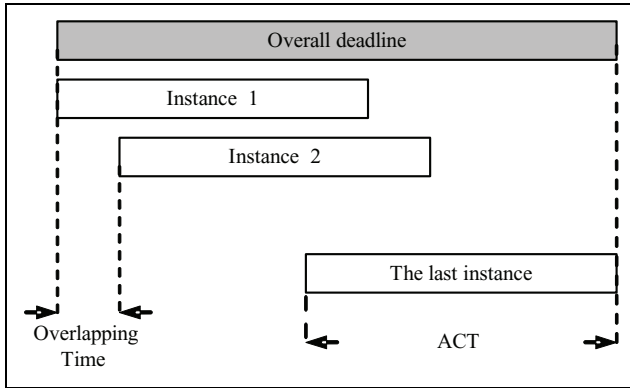 Overall deadline
Instance 1
Instance 2
The last instance
Overlapping
Time
ACT